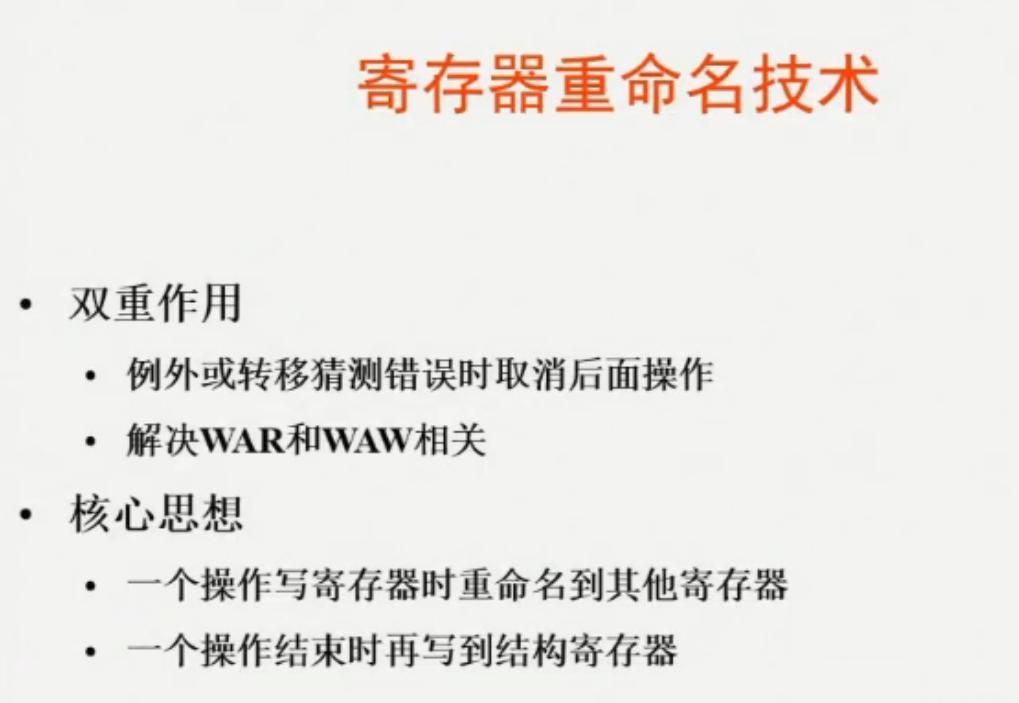 寄存器重命名技术
• 双重作用
• 例外或转移猜测错误时取消后面操作
• 解决WAR和WAW相关
• 核心思想
• 一个操作写寄存器时重命名到其他寄存器
• 一个操作结束时再写到结构寄存器